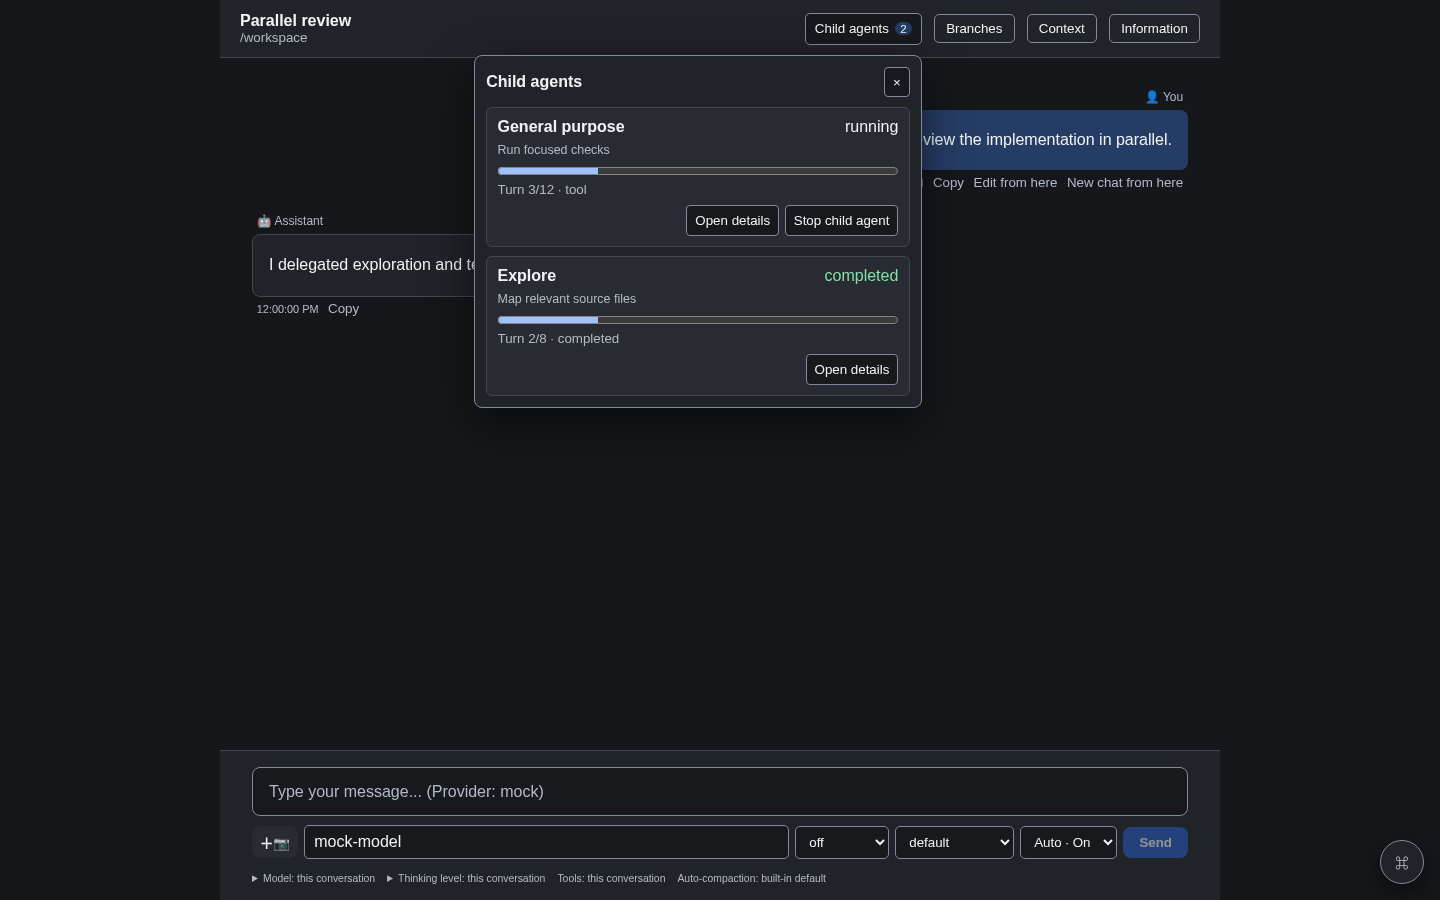 Parallel review
/workspace
Child agents 2
Branches
Context
Information
Child agents
×
General purpose
running
Run focused checks
Turn 3/12 · tool
Open details
Stop child agent
Explore
completed
Map relevant source files
Turn 2/8 · completed
Open details
You
view the implementation in parallel.
Copy
Edit from here
New chat from here
Assistant
I delegated exploration and
12:00:00 PM
Copy
Type your message... (Provider: mock)
mock-model
off
default
Auto · On
Send
Model: this conversation
Thinking level: this conversation
Tools: this conversation
Auto-compaction: built-in default